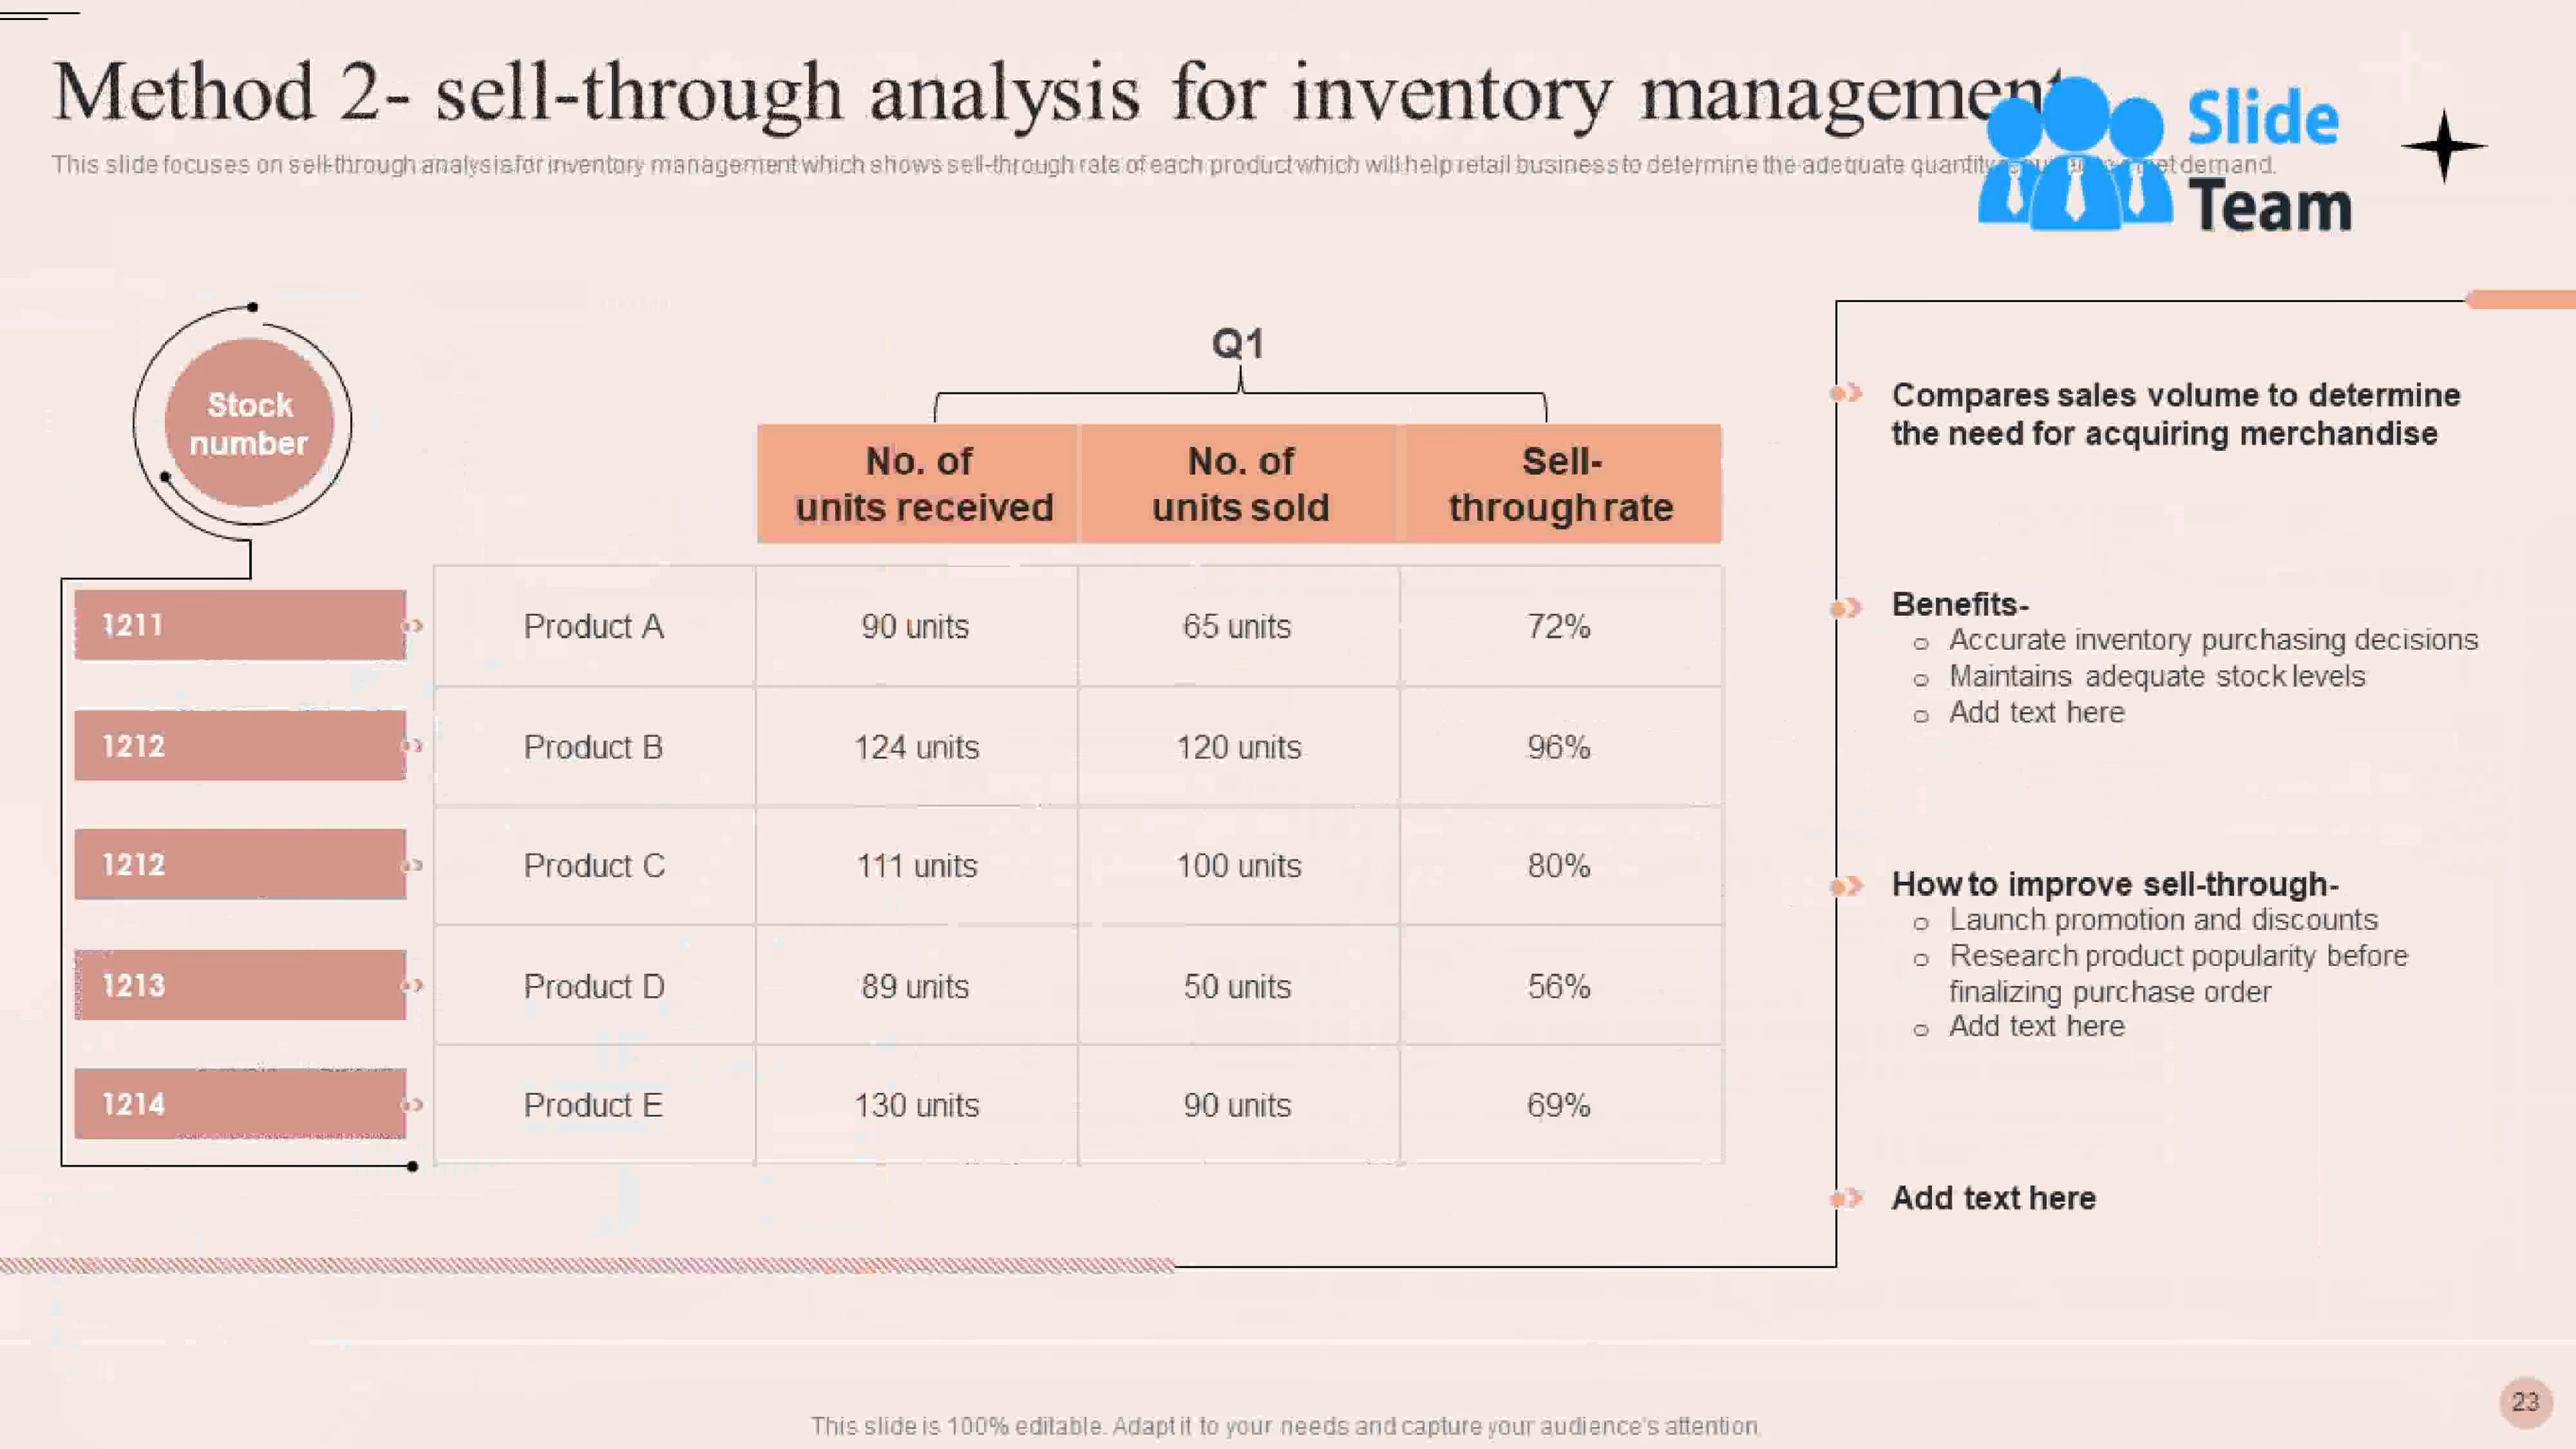 Method 2- sell-through analysis for inventory management
This slide focuses on sell-through analysis for inventory management which shows sell-through rate of each product which will help retail business to determine the adequate quantity demand.
Slide
Team
Stock
number
Q1
No. of
units received
No. of
units sold
Sell-
through rate
1211 Product A 90 units 65 units 72%
1212 Product B 124 units 120 units 96%
1212 Product C 111 units 100 units 80%
1213 Product D 89 units 50 units 56%
1214 Product E 130 units 90 units 69%
Compares sales volume to determine
the need for acquiring merchandise
Benefits-
o Accurate inventory purchasing decisions
o Maintains adequate stock levels
o Add text here
How to improve sell-through-
o Launch promotion and discounts
o Research product popularity before
finalizing purchase order
o Add text here
Add text here
This slide is 100% editable. Adapt it to your needs and capture your audience's attention
23